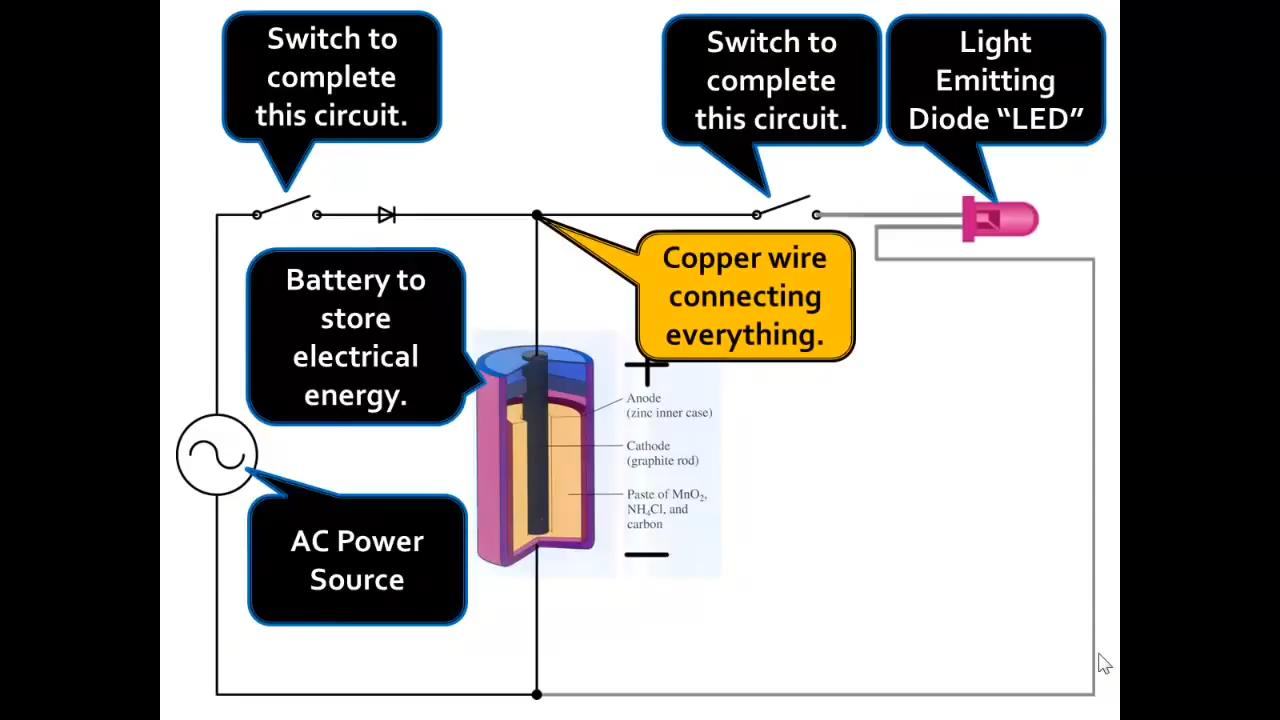 Switch to
complete
this circuit.
Switch to
complete
this circuit.
Light
Emitting
Diode “LED”
Battery to
store
electrical
energy.
Copper wire
connecting
everything.
+
Anode
(zinc inner case)
Cathode
(graphite rod)
Paste of MnO₂,
NH₄Cl, and
carbon
−
AC Power
Source